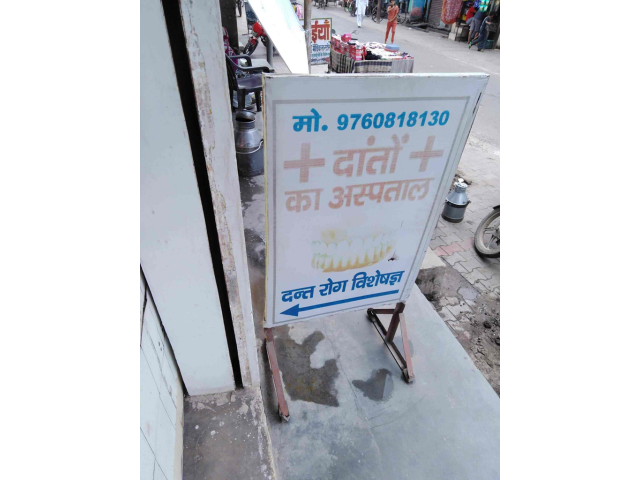 मो. 9760818130
+ दांतों +
का अस्पताल
दन्त रोग विशेषज्ञ